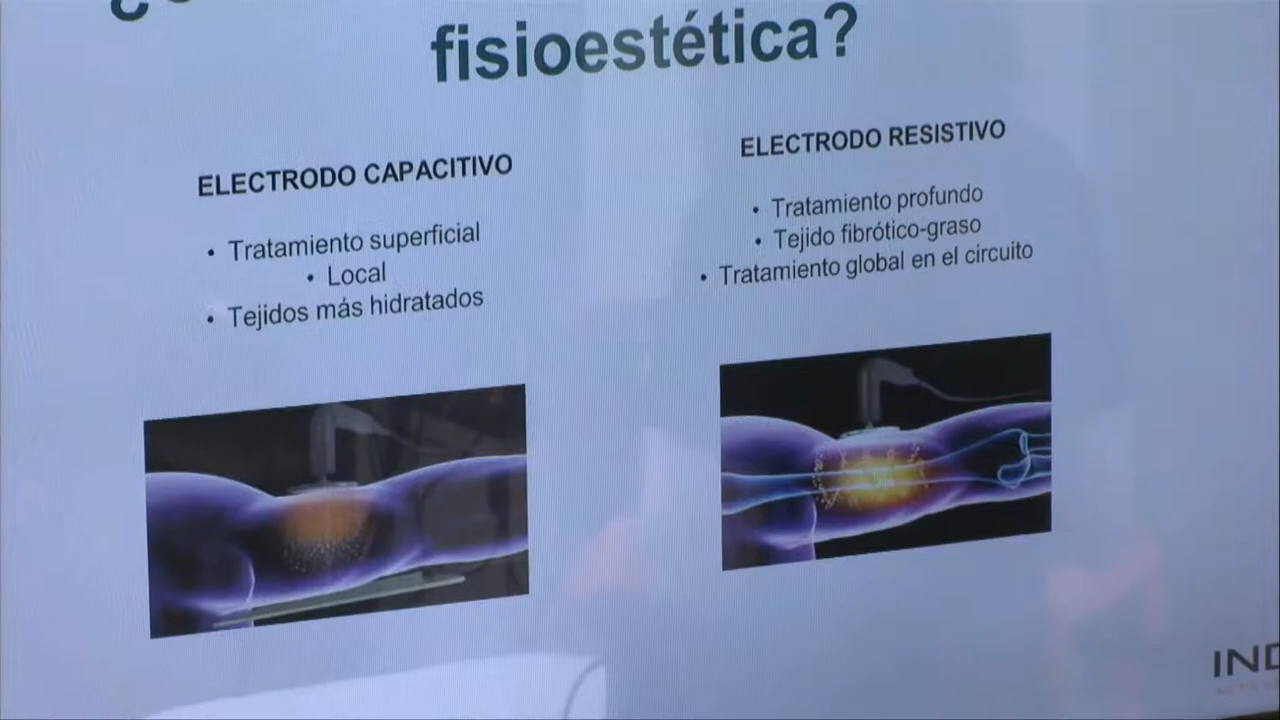 fisioestética?
ELECTRODO CAPACITIVO
• Tratamiento superficial
• Local
• Tejidos más hidratados
ELECTRODO RESISTIVO
• Tratamiento profundo
• Tejido fibrótico-graso
• Tratamiento global en el circuito